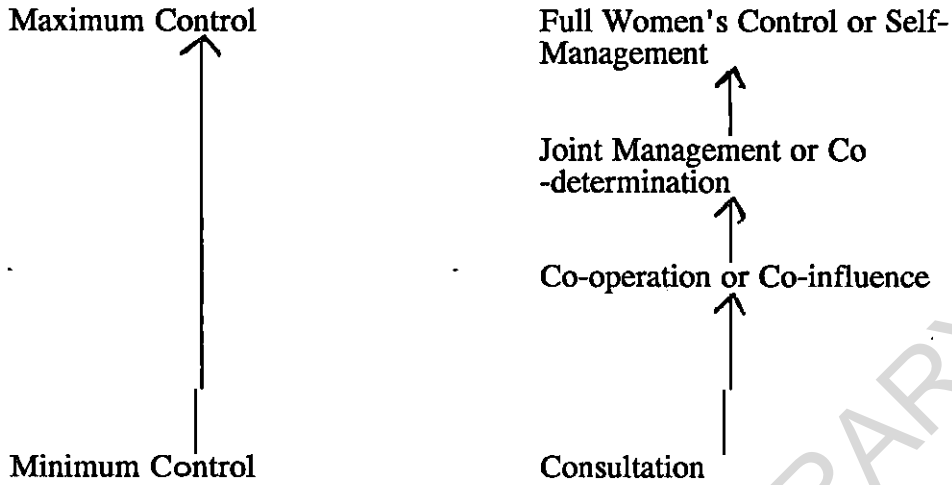 Maximum Control
Full Women's Control or Self-
Management
Joint Management or Co
-determination
Co-operation or Co-influence
Minimum Control
Consultation